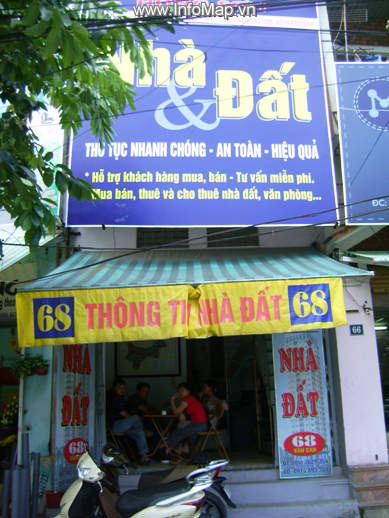 www.InfoMap.vn
Nhà
& Đất
THỦ TỤC NHANH CHÓNG - AN TOÀN - HIỆU QUẢ
* Hỗ trợ khách hàng mua, bán - Tư vấn miễn phí.
Mua bán, thuê và cho thuê nhà đất, văn phòng...
ĐC:
68 THÔNG TIN NHÀ ĐẤT 68
66
NHÀ
ĐẤT
68
NHÀ
ĐẤT
68